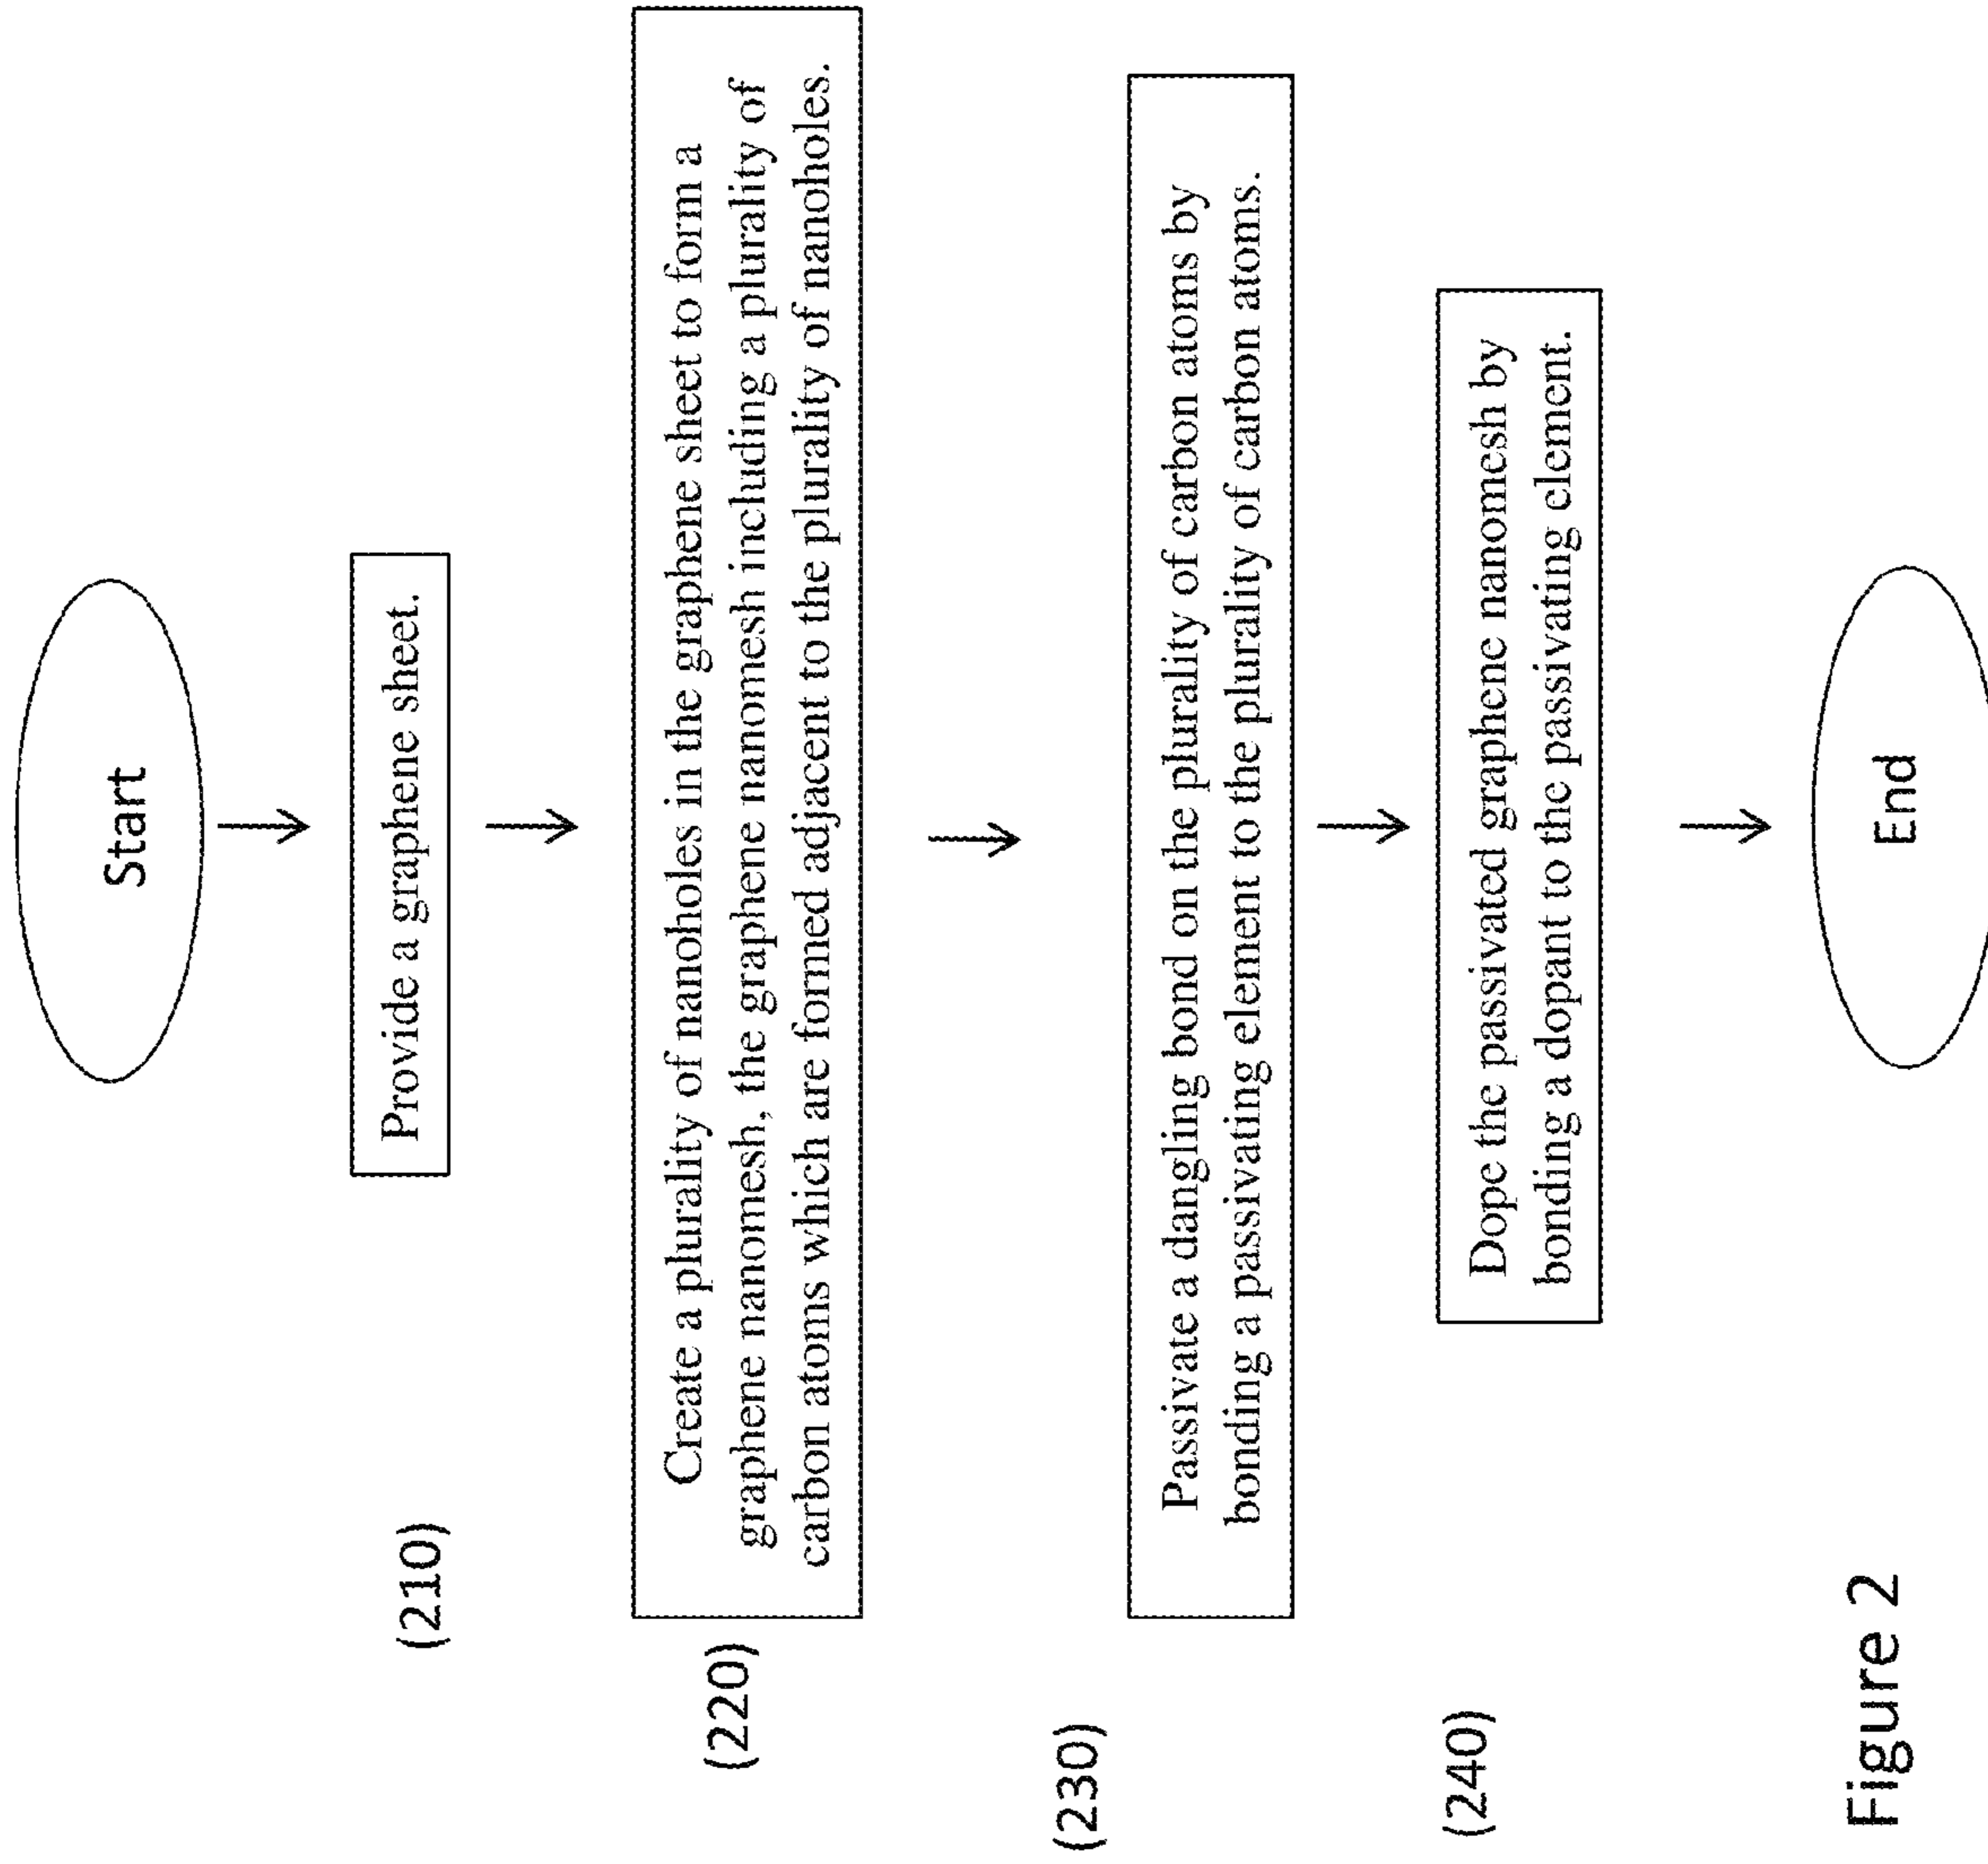 Start
(210)
Provide a graphene sheet.
(220)
Create a plurality of nanoholes in the graphene sheet to form a
graphene nanomesh, the graphene nanomesh including a plurality of
carbon atoms which are formed adjacent to the plurality of nanoholes.
(230)
Passivate a dangling bond on the plurality of carbon atoms by
bonding a passivating element to the plurality of carbon atoms.
(240)
Dope the passivated graphene nanomesh by
bonding a dopant to the passivating element.
End
Figure 2